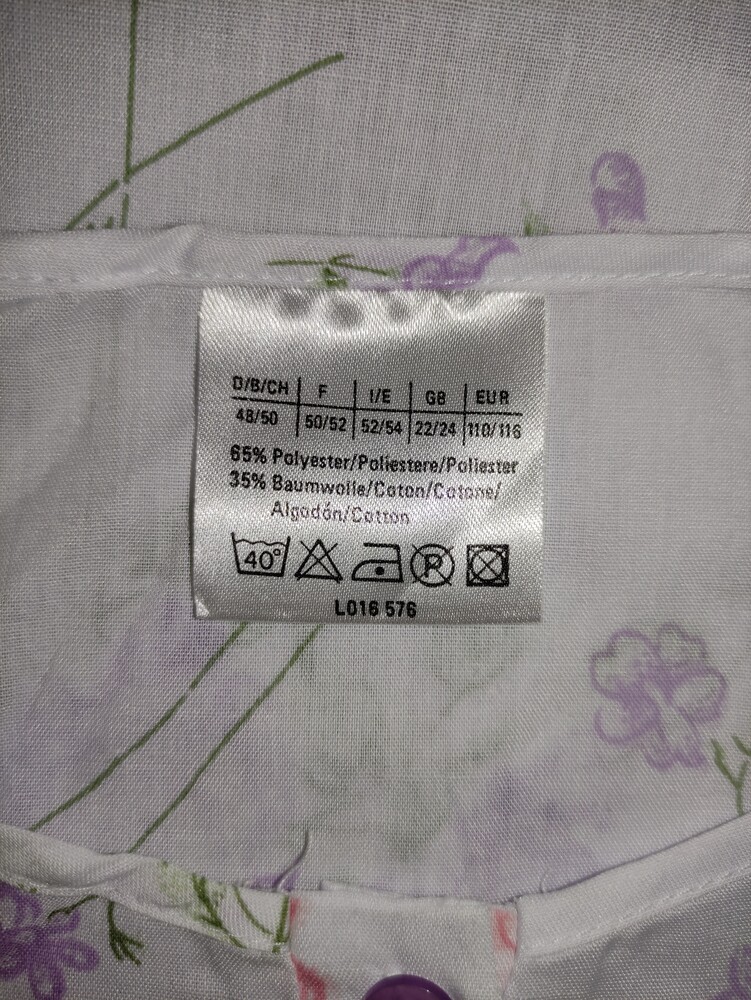 D/B/CH | F | I/E | GB | EUR
48/50 | 50/52 | 52/54 | 22/24 | 110/116
65% Polyester/Poliestere/Poliester
35% Baumwolle/Coton/Cotone/
Algodón/Cotton
40° P
L016 576